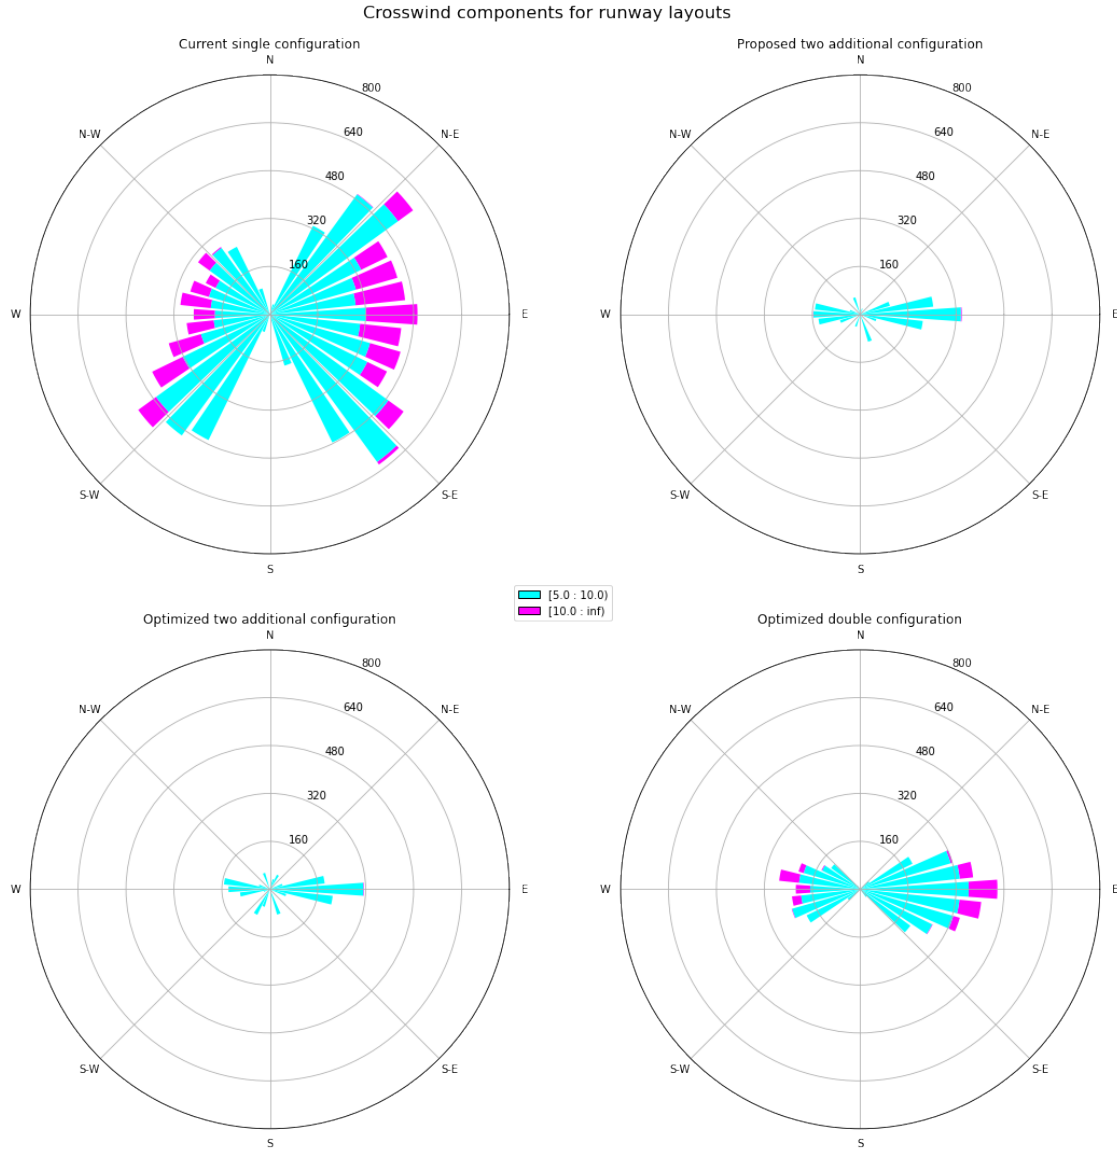 Crosswind components for runway layouts
Current single configuration
N
N-W
N-E
W
E
S-W
S-E
S
160
320
480
640
800
Proposed two additional configuration
N
N-W
N-E
W
E
S-W
S-E
S
160
320
480
640
800
[5.0 : 10.0)
[10.0 : inf)
Optimized two additional configuration
N
N-W
N-E
W
E
S-W
S-E
S
160
320
480
640
800
Optimized double configuration
N
N-W
N-E
W
E
S-W
S-E
S
160
320
480
640
800